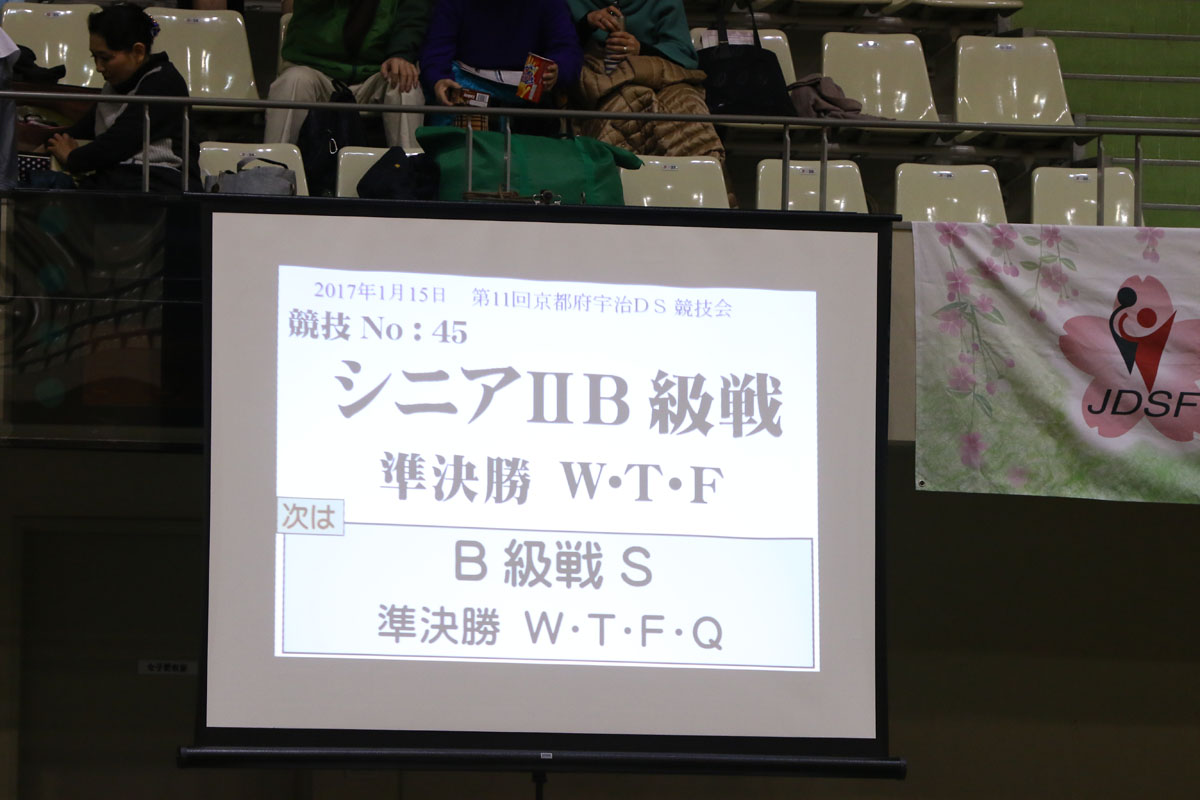 2017年1月15日 第11回京都府宇治DS 競技会
競技 No:45
シニアⅡB 級戦
準決勝 W・T・F
次は
B 級戦 S
準決勝 W・T・F・Q
JDSF